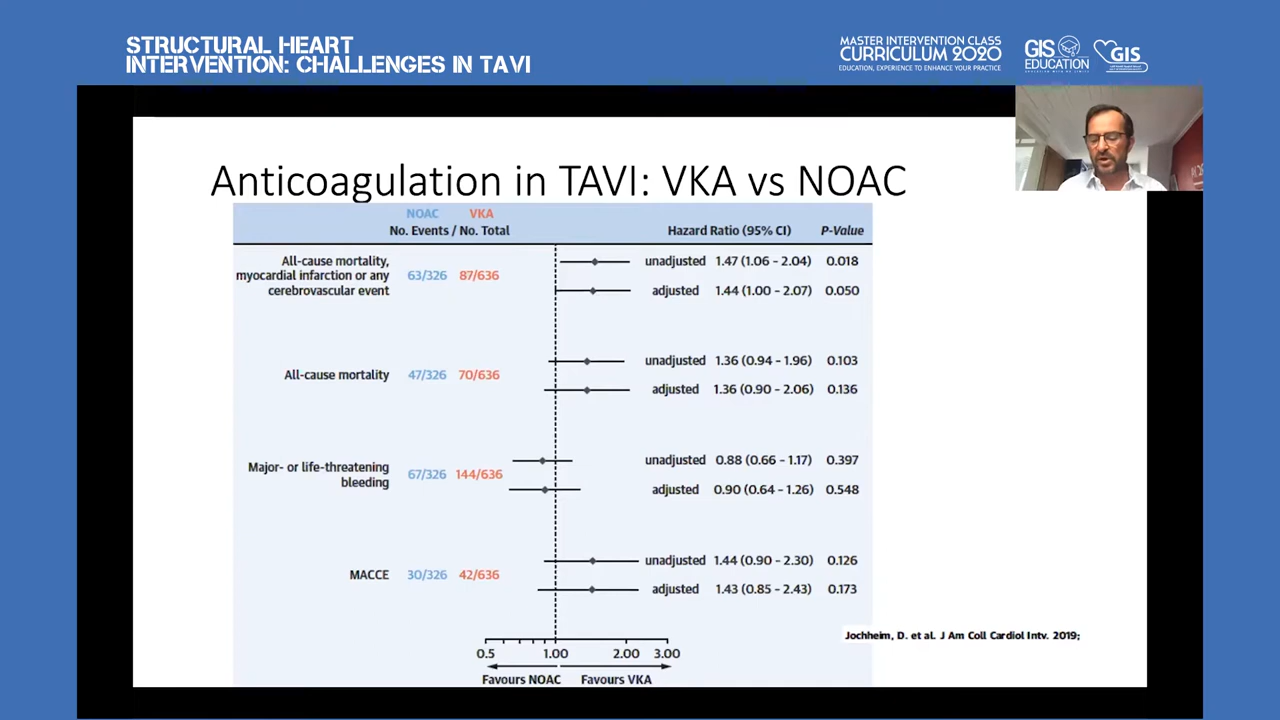 STRUCTURAL HEART
INTERVENTION: CHALLENGES IN TAVI
MASTER INTERVENTION CLASS
CURRICULUM 2020
EDUCATION, EXPERIENCE TO ENHANCE YOUR PRACTICE
GIS
EDUCATION
GIS
Anticoagulation in TAVI: VKA vs NOAC
NOAC VKA
No. Events / No. Total Hazard Ratio (95% CI) P-Value
All-cause mortality, unadjusted 1.47 (1.06 - 2.04) 0.018
myocardial infarction or any 63/326 87/636
cerebrovascular event adjusted 1.44 (1.00 - 2.07) 0.050
unadjusted 1.36 (0.94 - 1.96) 0.103
All-cause mortality 47/326 70/636
adjusted 1.36 (0.90 - 2.06) 0.136
unadjusted 0.88 (0.66 - 1.17) 0.397
Major- or life-threatening 67/326 144/636
bleeding adjusted 0.90 (0.64 - 1.26) 0.548
unadjusted 1.44 (0.90 - 2.30) 0.126
MACCE 30/326 42/636
adjusted 1.43 (0.85 - 2.43) 0.173
Jochheim, D. et al. J Am Coll Cardiol Intv. 2019;
0.5 1.00 2.00 3.00
Favours NOAC Favours VKA